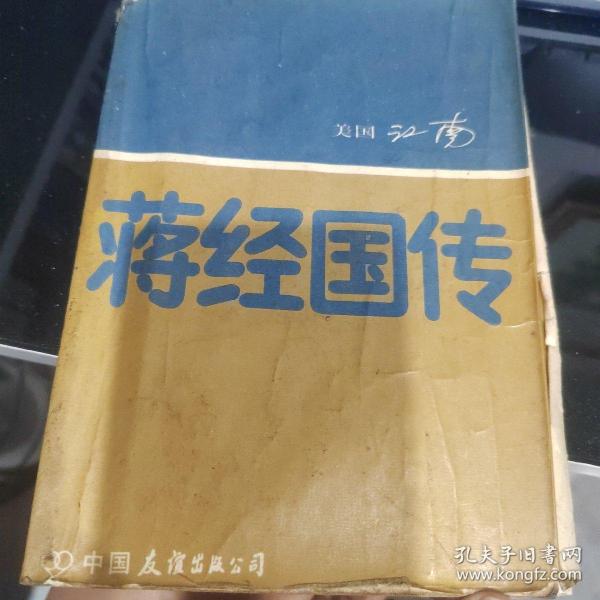 美国 江南
蒋经国传
中国友谊出版公司
孔夫子旧书网
www.kongfz.com